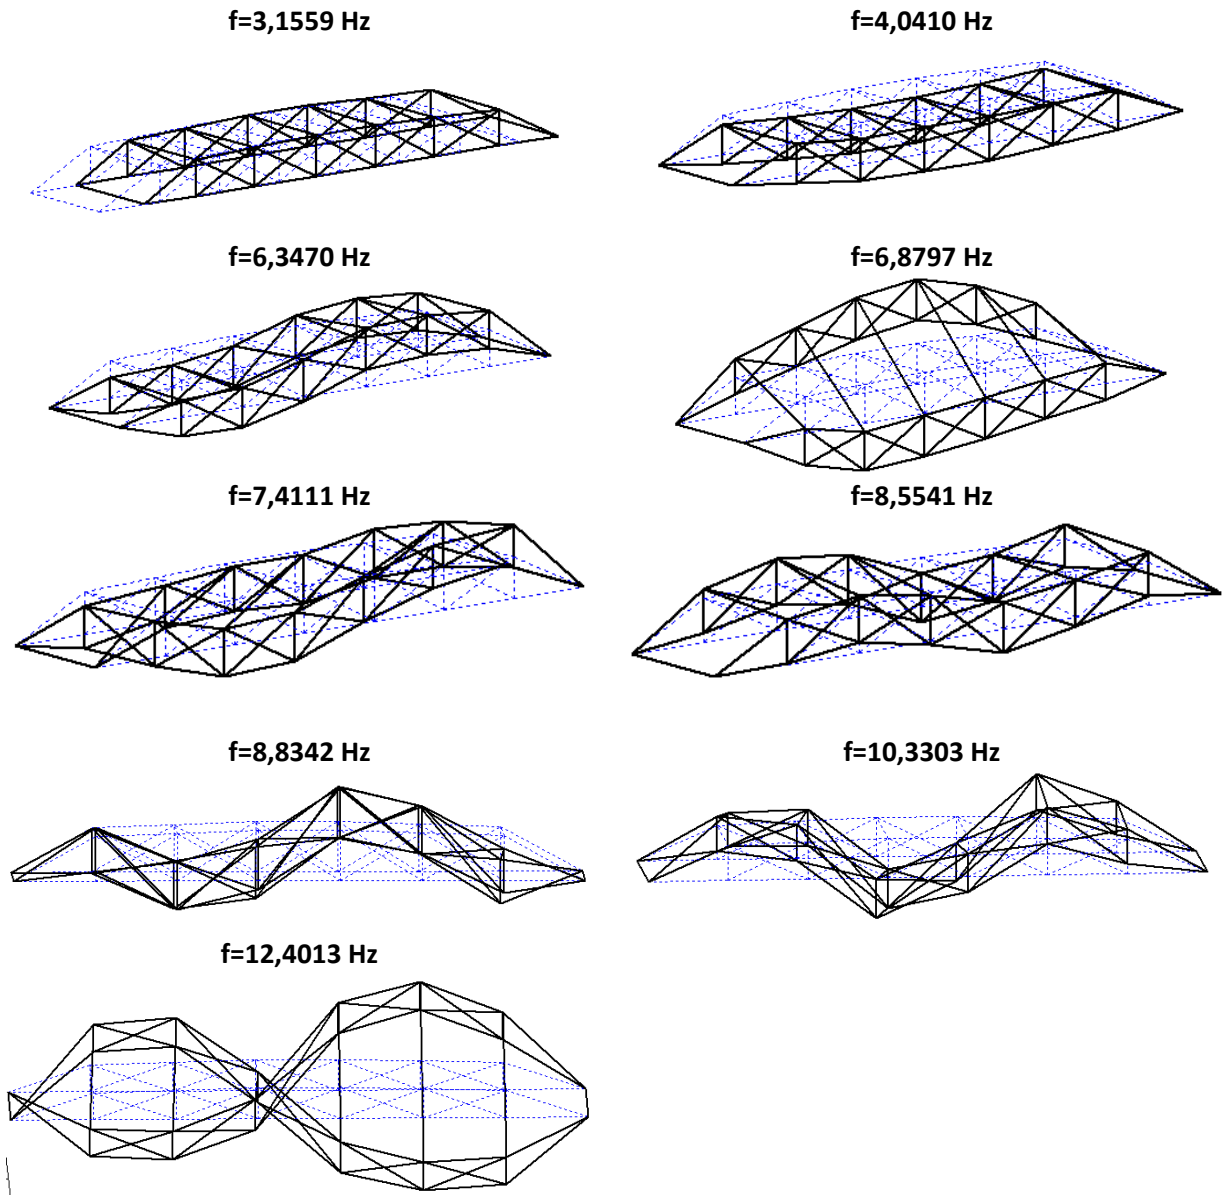 f=3,1559 Hz
f=4,0410 Hz
f=6,3470 Hz
f=6,8797 Hz
f=7,4111 Hz
f=8,5541 Hz
f=8,8342 Hz
f=10,3303 Hz
f=12,4013 Hz